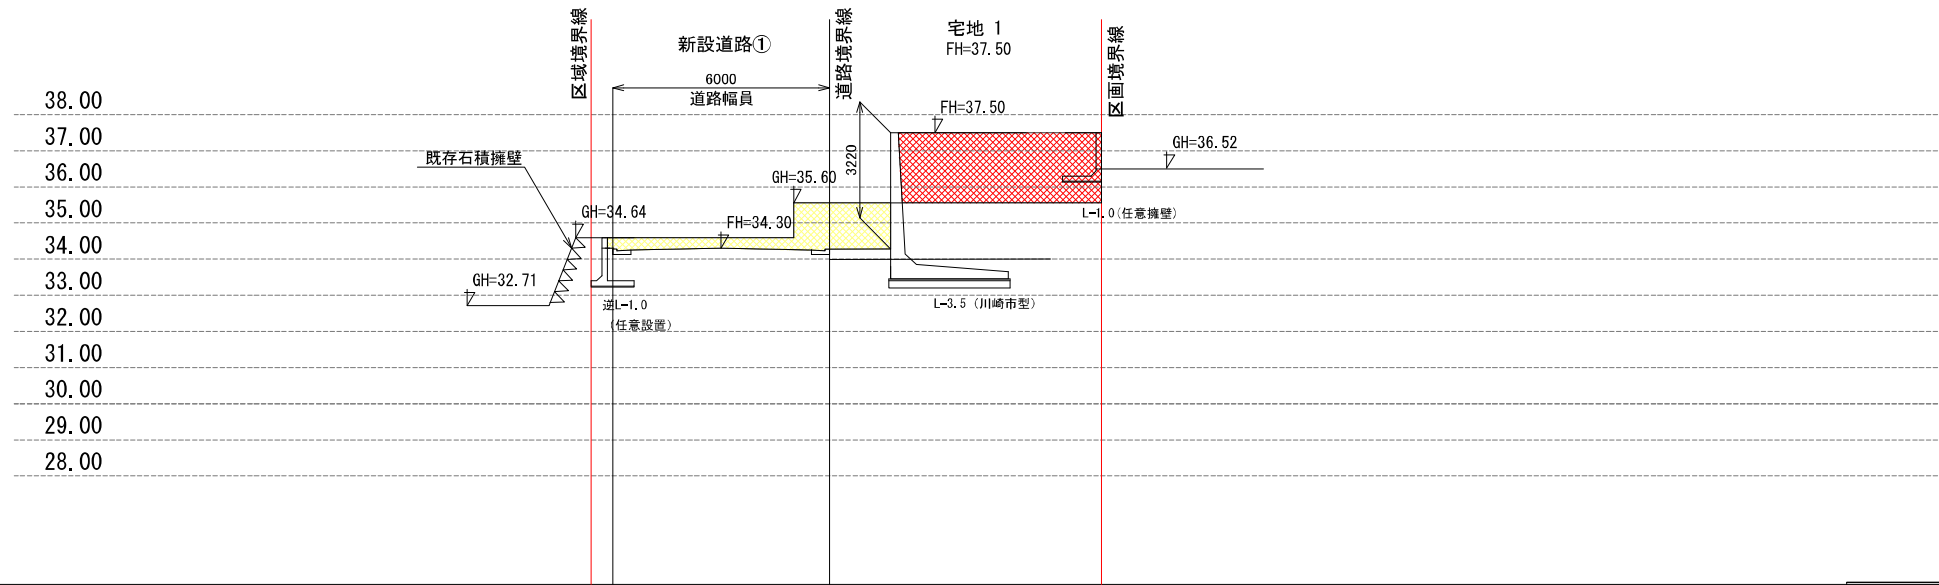 区域境界線
新設道路①
道路境界線
宅地 1
FH=37.50
区画境界線
6000
道路幅員
38.00
37.00
36.00
35.00
34.00
33.00
32.00
31.00
30.00
29.00
28.00
FH=37.50
GH=36.52
既存石積擁壁
3220
GH=35.60
GH=34.64
FH=34.30
L-1.0(任意擁壁)
GH=32.71
逆L-1.0
(任意設置)
L-3.5 (川崎市型)